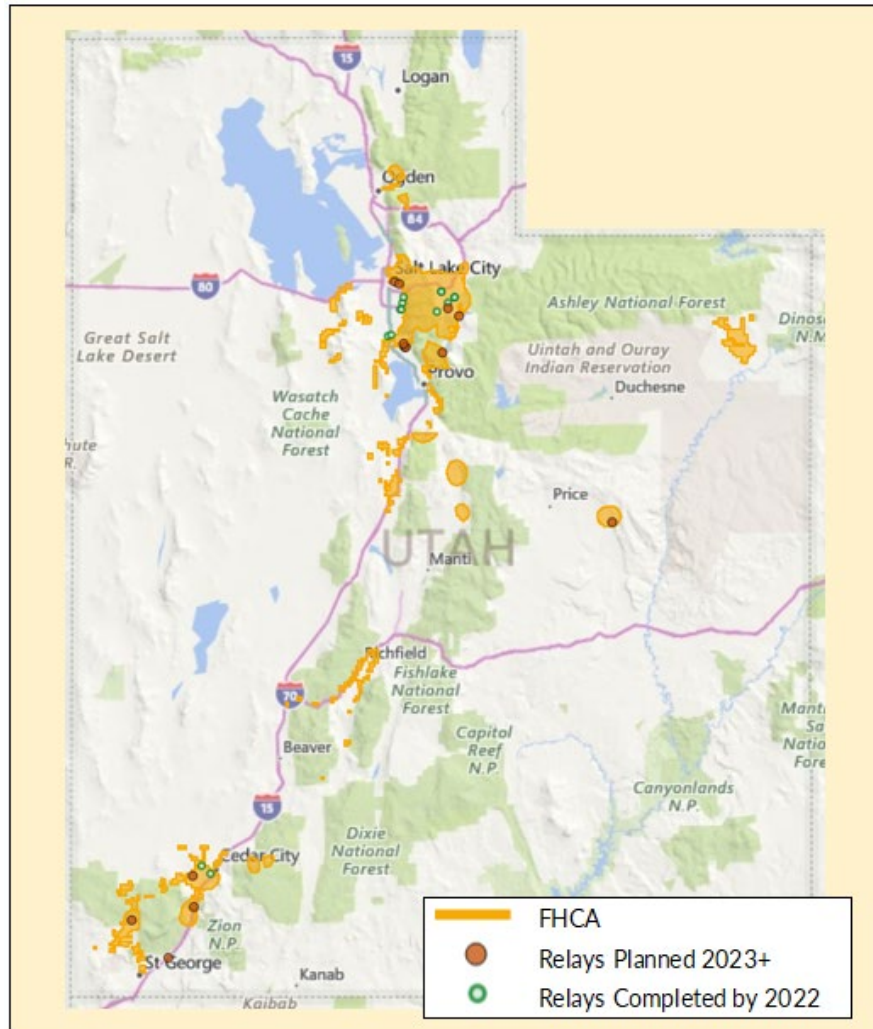 15
Logan
Ogden
84
Salt Lake City
80
Ashley National Forest
Great Salt
Lake Desert
Uintah and Ouray
Indian Reservation
N.M
Provo
Duchesne
Wasatch
Cache
National
Forest
Price
UTAH
Manti
Richfield
Fishlake
National
Forest
70
Capitol
Reef
N.P.
Beaver
Canyonlands
N.P.
15
Dixie
National
Forest
Cedar City
Zion
N.P.
St George
Kanab
Kaibab
FHCA
Relays Planned 2023+
Relays Completed by 2022